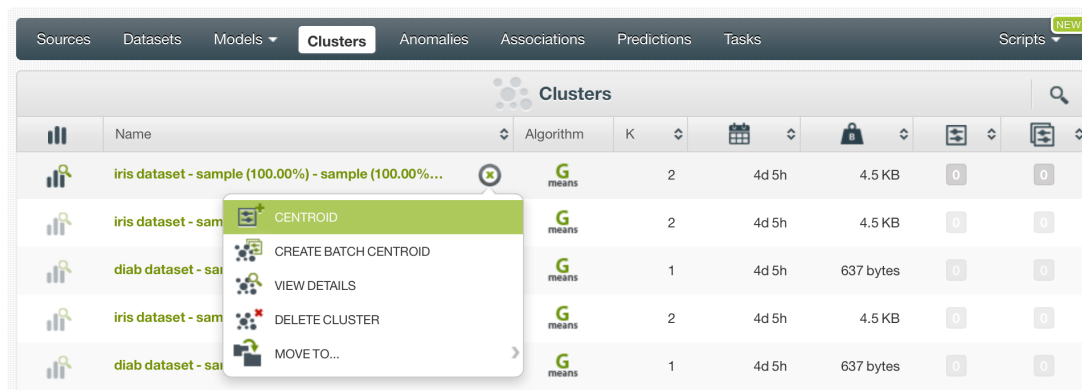 NEW
Sources Datasets Models Clusters Anomalies Associations Predictions Tasks Scripts
Clusters
Name Algorithm K B
iris dataset - sample (100.00%) - sample (100.00%... G means 2 4d 5h 4.5 KB 0 0
CENTROID
iris dataset - sam G means 2 4d 5h 4.5 KB 0 0
CREATE BATCH CENTROID
diab dataset - sa G means 1 4d 5h 637 bytes 0 0
VIEW DETAILS
iris dataset - sam G means 2 4d 5h 4.5 KB 0 0
DELETE CLUSTER
MOVE TO...
diab dataset - sa G means 1 4d 5h 637 bytes 0 0